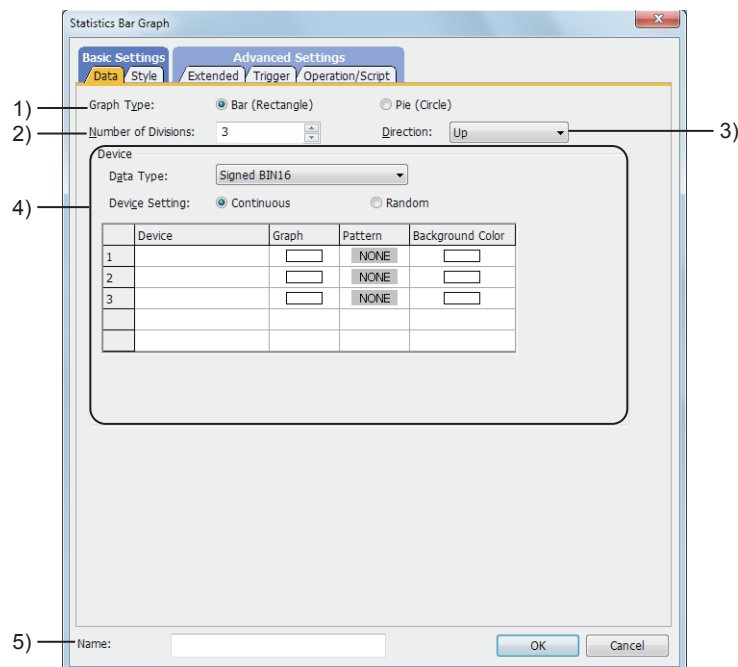 Statistics Bar Graph
Basic Settings Advanced Settings
Data Style Extended Trigger Operation/Script
1) Graph Type: Bar (Rectangle) Pie (Circle)
2) Number of Divisions: 3 Direction: Up 3)
Device
Data Type: Signed BIN16
4) Device Setting: Continuous Random
Device Graph Pattern Background Color
1 NONE
2 NONE
3 NONE
5) Name: OK Cancel